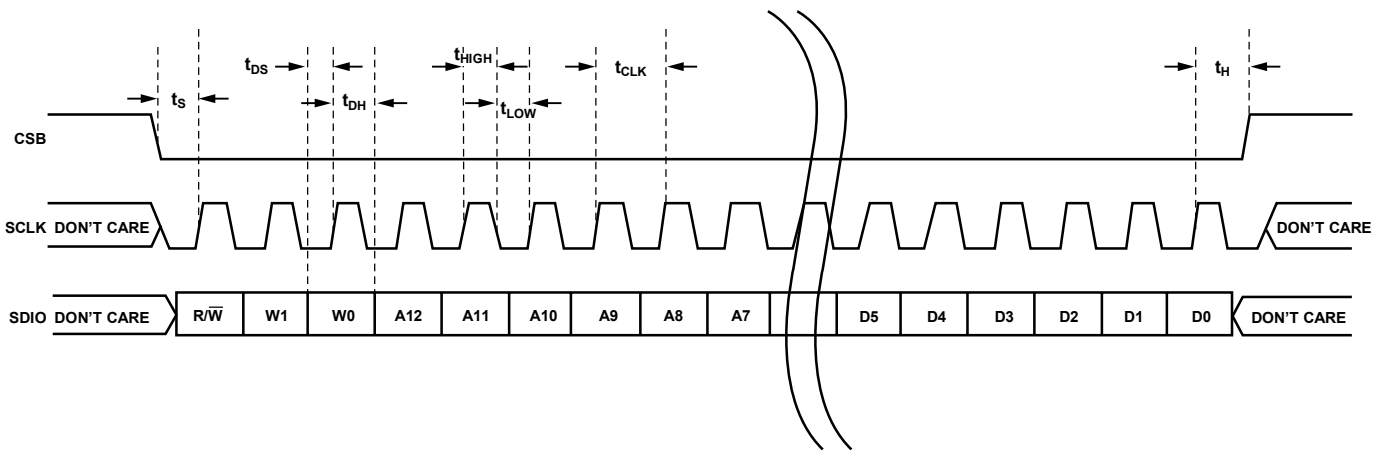 tHIGH
tDS
tCLK
tH
tS
tDH
tLOW
CSB
SCLK DON'T CARE
DON'T CARE
SDIO DON'T CARE
R/W̅ W1 W0 A12 A11 A10 A9 A8 A7 D5 D4 D3 D2 D1 D0
DON'T CARE